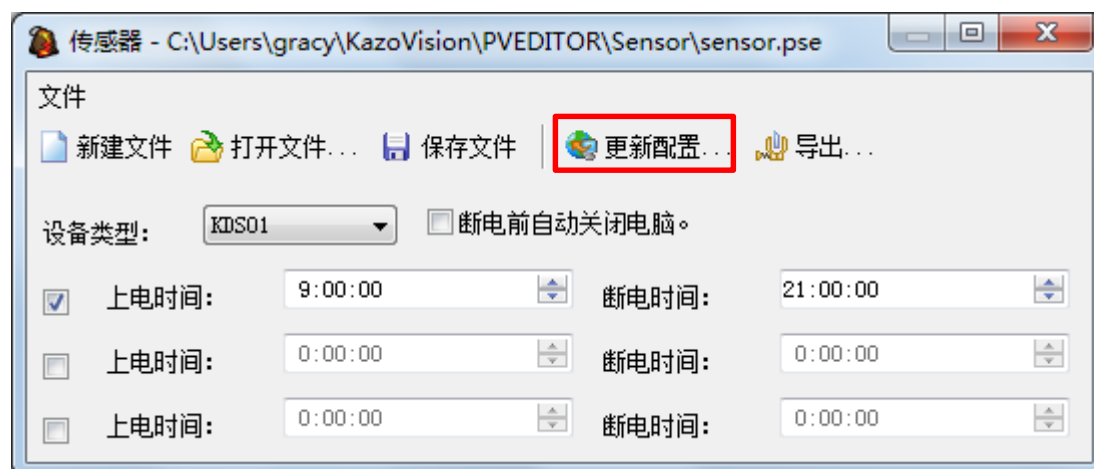 传感器 - C:\Users\gracy\KazoVision\PVEDITOR\Sensor\sensor.pse
文件
新建文件 打开文件... 保存文件 更新配置... 导出...
设备类型: KDS01 断电前自动关闭电脑。
上电时间: 9:00:00 断电时间: 21:00:00
上电时间: 0:00:00 断电时间: 0:00:00
上电时间: 0:00:00 断电时间: 0:00:00